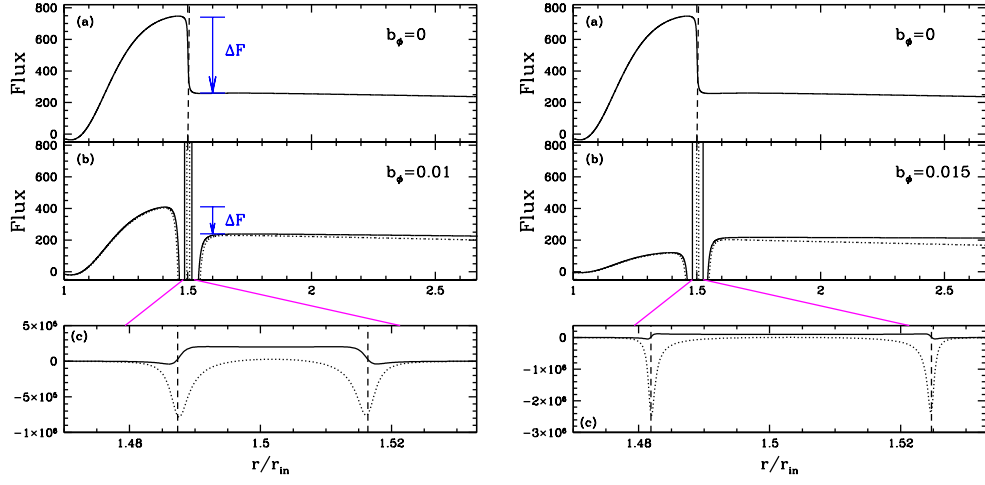 (a)
b_φ=0
800
600
400
200
0
Flux
ΔF
(b)
b_φ=0.01
800
600
400
200
0
Flux
ΔF
1
1.5
2
2.5
(c)
5×10⁶
0
-5×10⁶
-1×10⁶
1.48
1.5
1.52
r/r_in
(a)
b_φ=0
800
600
400
200
0
Flux
(b)
b_φ=0.015
800
600
400
200
0
Flux
1
1.5
2
2.5
0
-1×10⁶
-2×10⁶
-3×10⁶
(c)
1.48
1.5
1.52
r/r_in